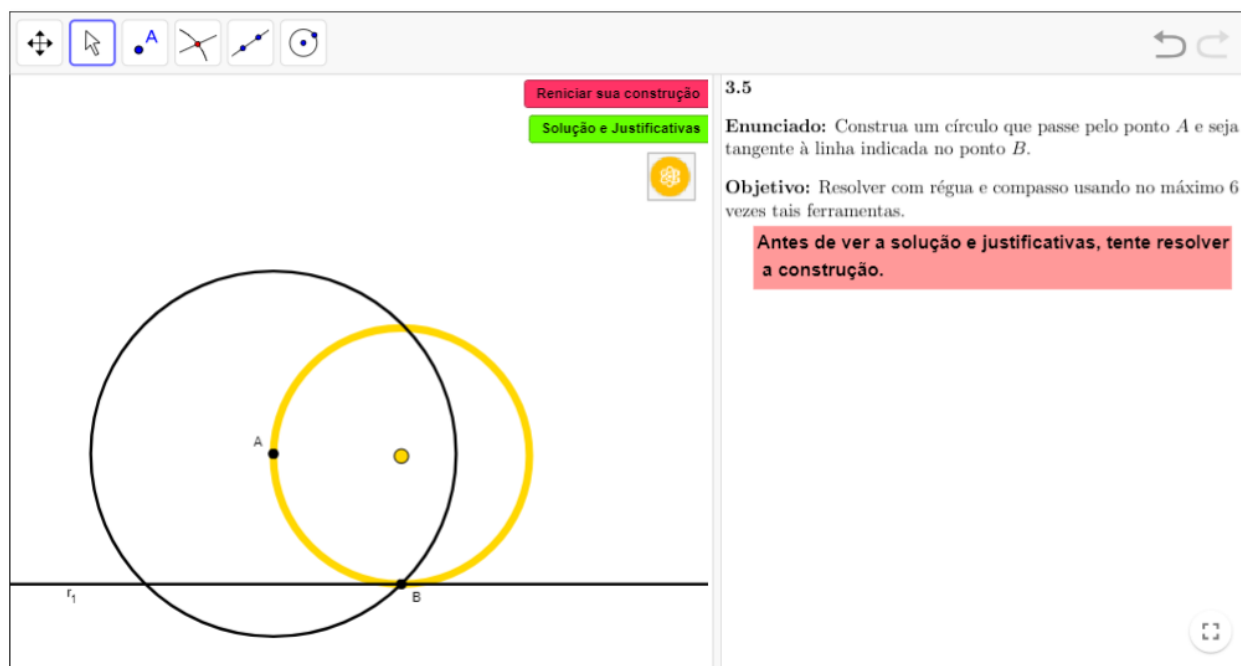 A
Reniciar sua construção
Solução e Justificativas
3.5
Enunciado: Construa um círculo que passe pelo ponto A e seja
tangente à linha indicada no ponto B.
Objetivo: Resolver com régua e compasso usando no máximo 6
vezes tais ferramentas.
Antes de ver a solução e justificativas, tente resolver
a construção.
A
r1
B